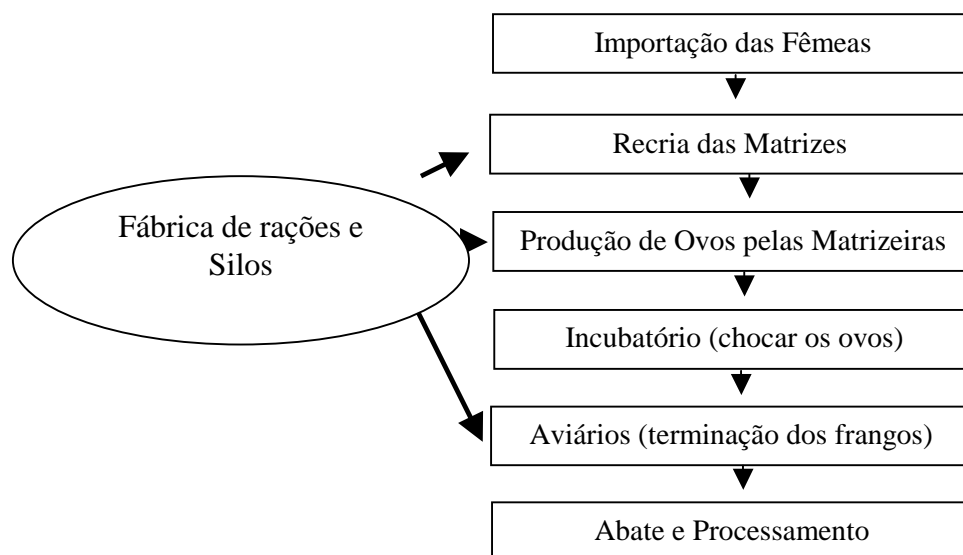 Importação das Fêmeas
Recria das Matrizes
Fábrica de rações e
Silos
Produção de Ovos pelas Matrizeiras
Incubatório (chocar os ovos)
Aviários (terminação dos frangos)
Abate e Processamento